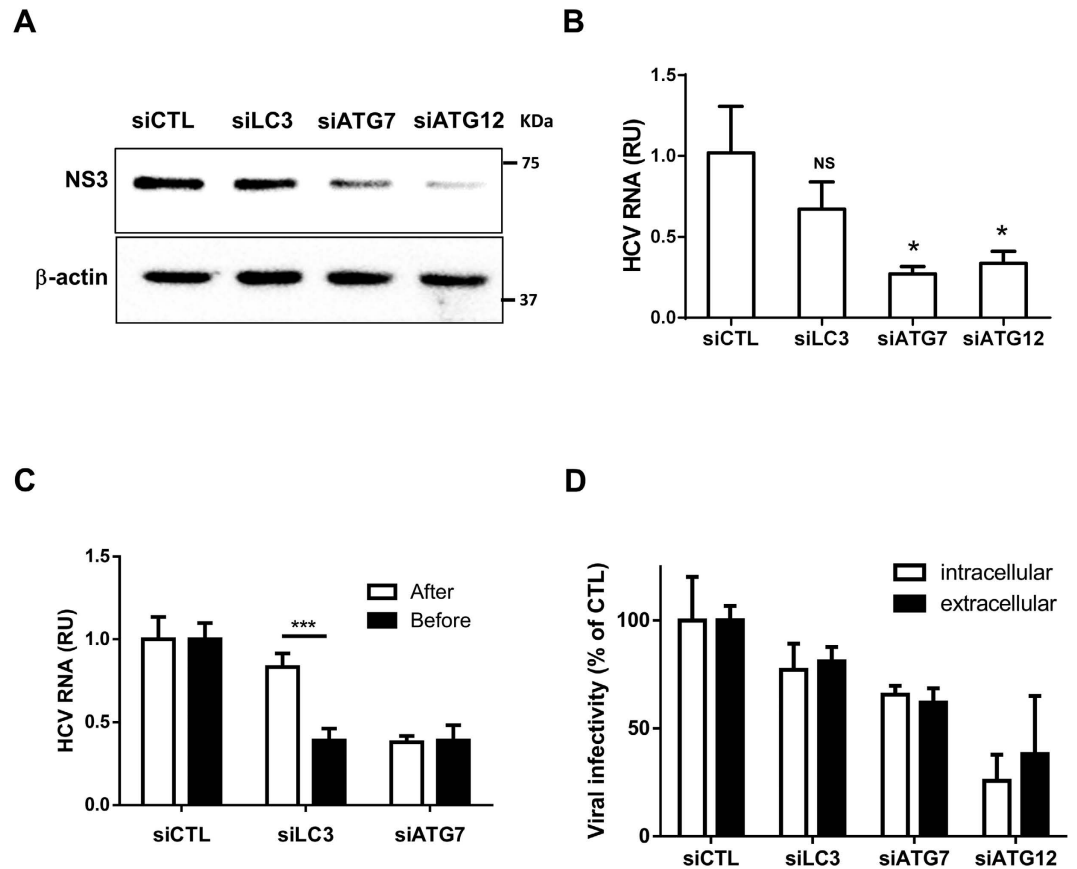 A
siCTL siLC3 siATG7 siATG12 KDa
NS3
75
β-actin
37
B
HCV RNA (RU)
1.5
1.0
0.5
0.0
NS
*
*
siCTL siLC3 siATG7 siATG12
C
HCV RNA (RU)
1.5
1.0
0.5
0.0
After
Before
***
siCTL siLC3 siATG7
D
Viral infectivity (% of CTL)
100
50
0
intracellular
extracellular
siCTL siLC3 siATG7 siATG12